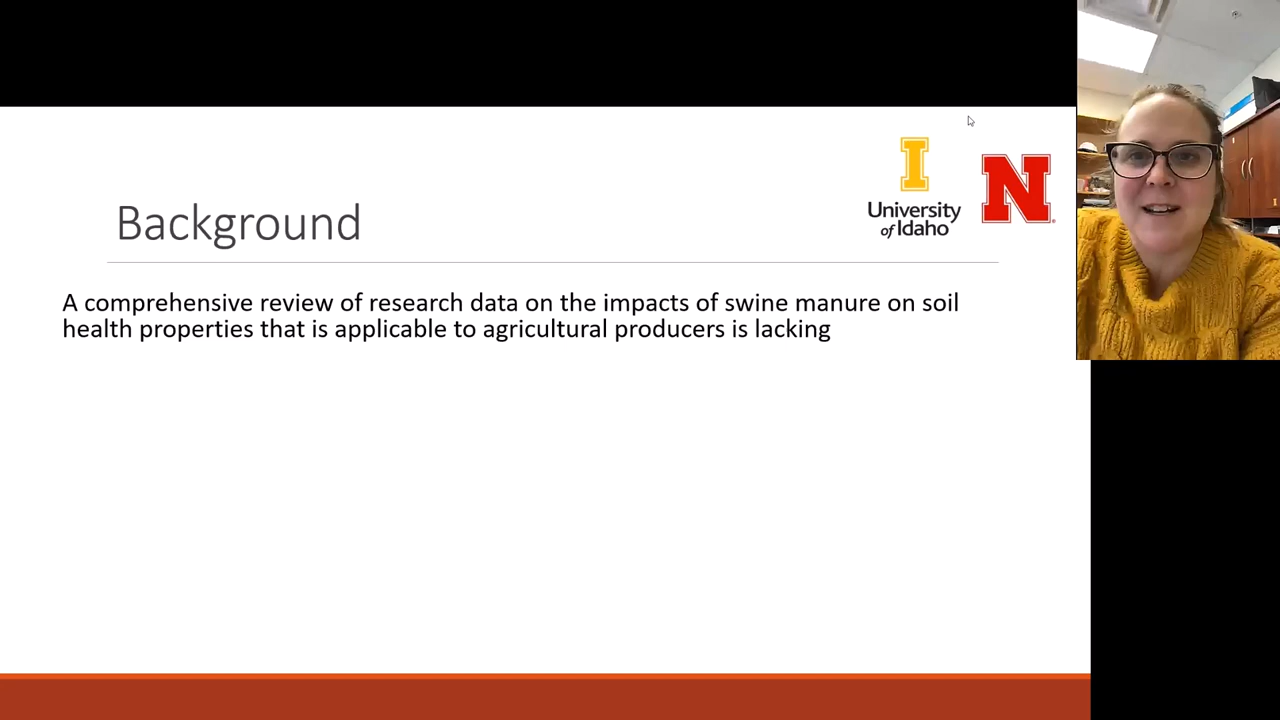 Background
I
University
of Idaho
N
A comprehensive review of research data on the impacts of swine manure on soil
health properties that is applicable to agricultural producers is lacking